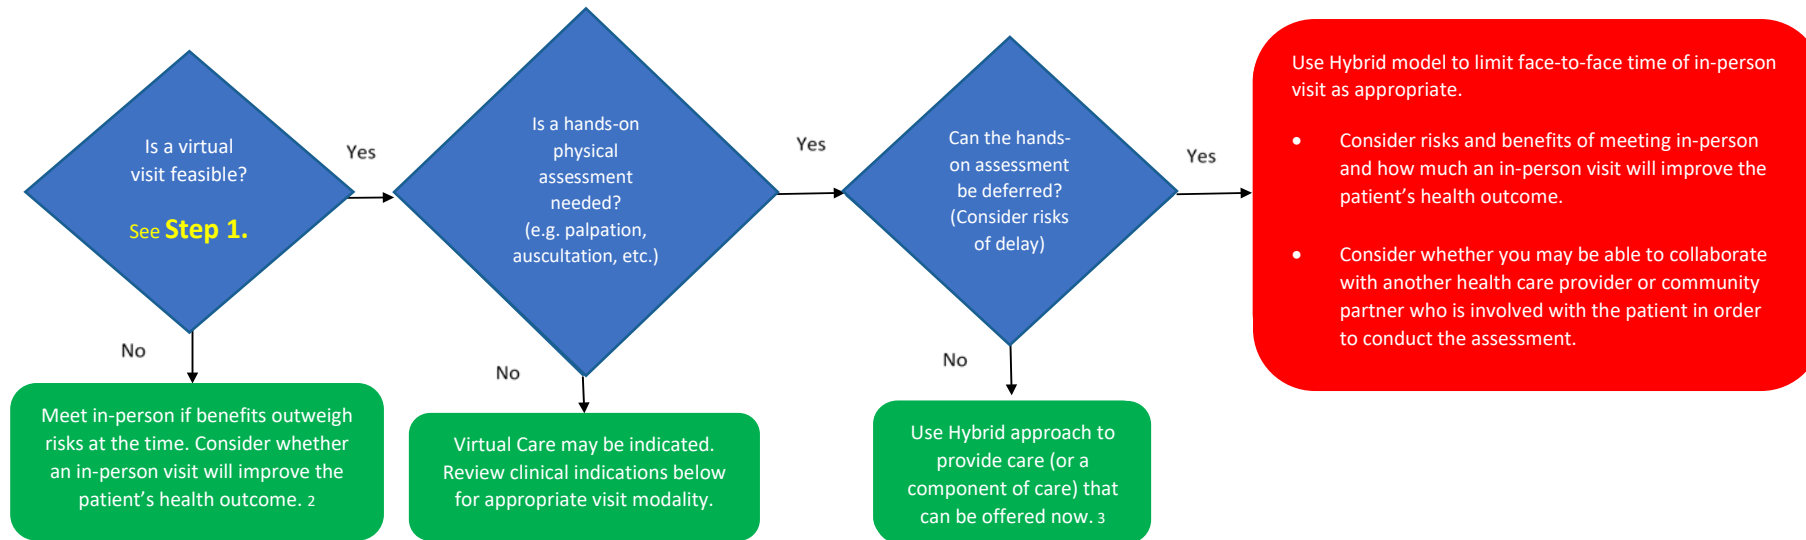 Is a virtual
visit feasible?
See Step 1.
Yes
No
Meet in-person if benefits outweigh
risks at the time. Consider whether
an in-person visit will improve the
patient’s health outcome. 2
Is a hands-on
physical
assessment
needed?
(e.g. palpation,
auscultation, etc.)
Yes
No
Virtual Care may be indicated.
Review clinical indications below
for appropriate visit modality.
Can the hands-
on assessment
be deferred?
(Consider risks
of delay)
Yes
No
Use Hybrid approach to
provide care (or a
component of care) that
can be offered now. 3
Use Hybrid model to limit face-to-face time of in-person
visit as appropriate.
• Consider risks and benefits of meeting in-person
and how much an in-person visit will improve the
patient’s health outcome.
• Consider whether you may be able to collaborate
with another health care provider or community
partner who is involved with the patient in order
to conduct the assessment.